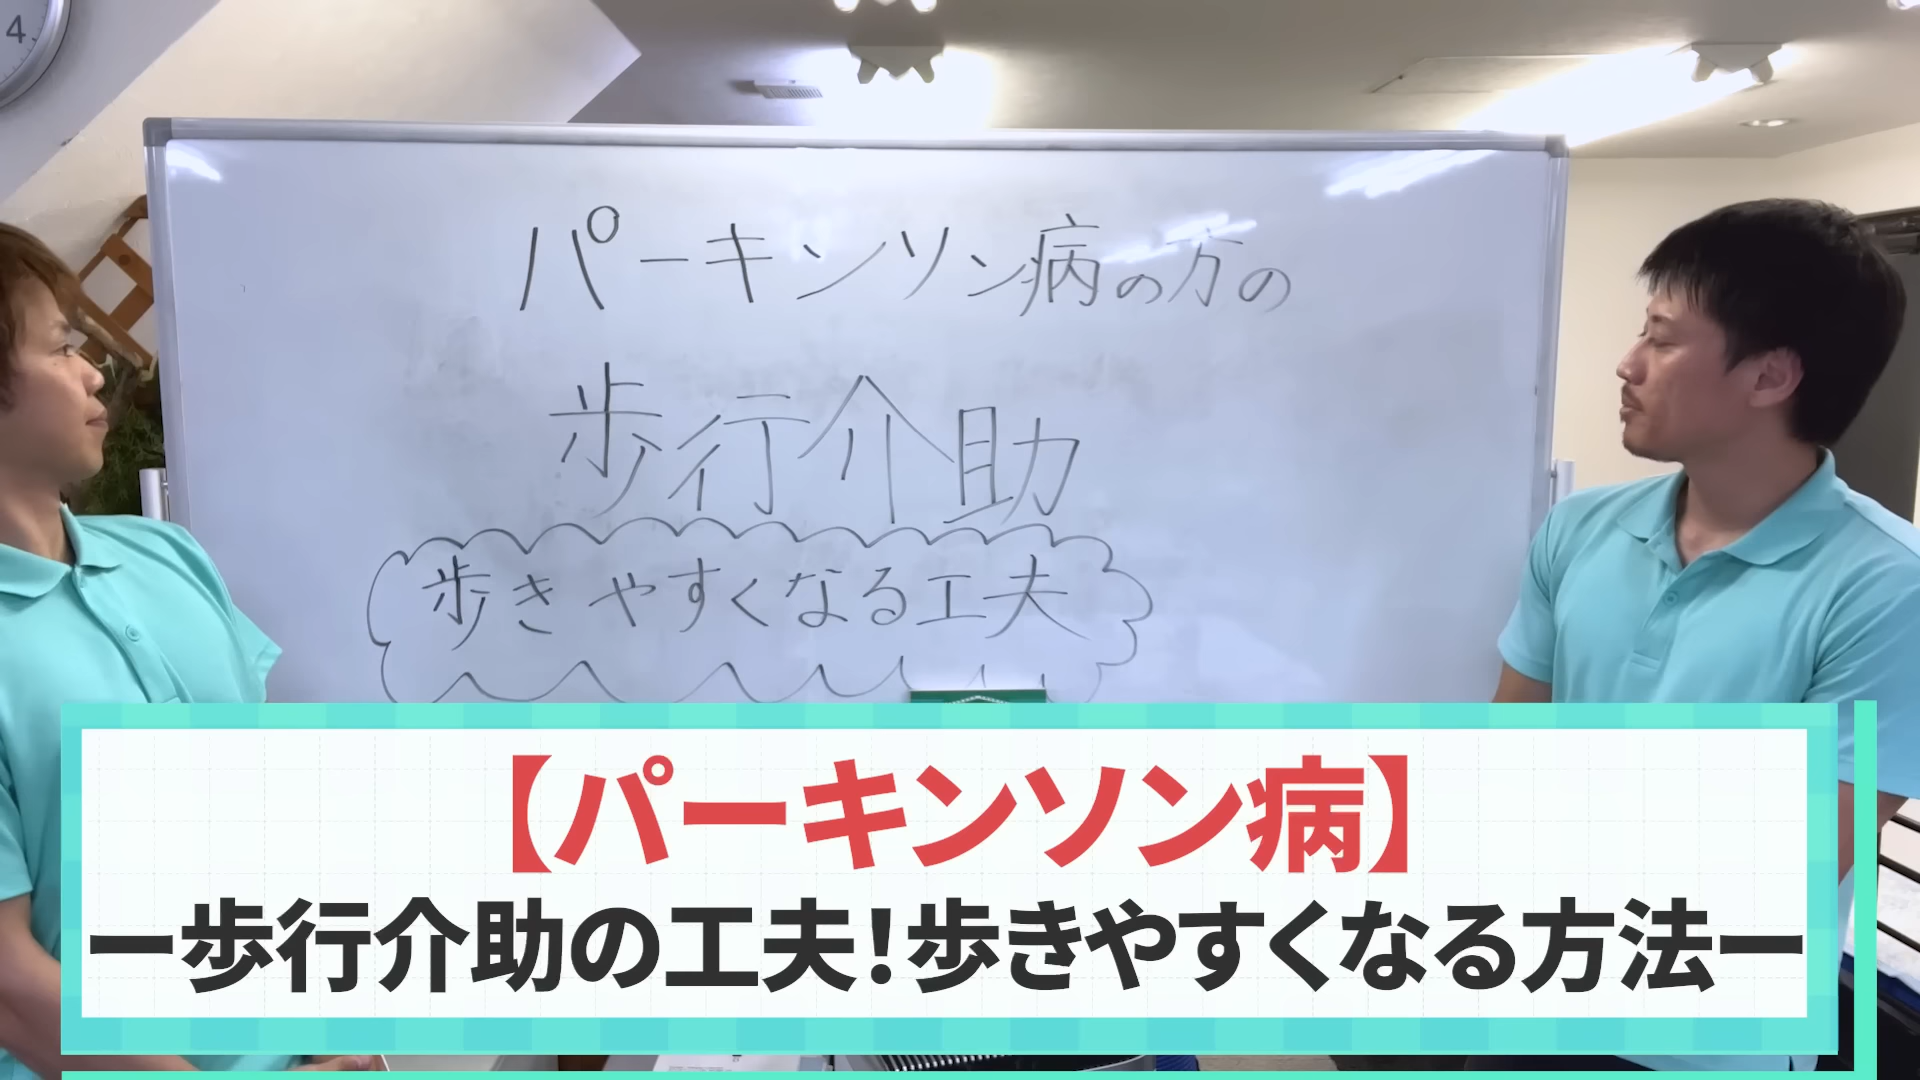 4
パーキンソン病の方の
歩行介助
歩きやすくなる工夫
【パーキンソン病】
ー歩行介助の工夫！歩きやすくなる方法ー